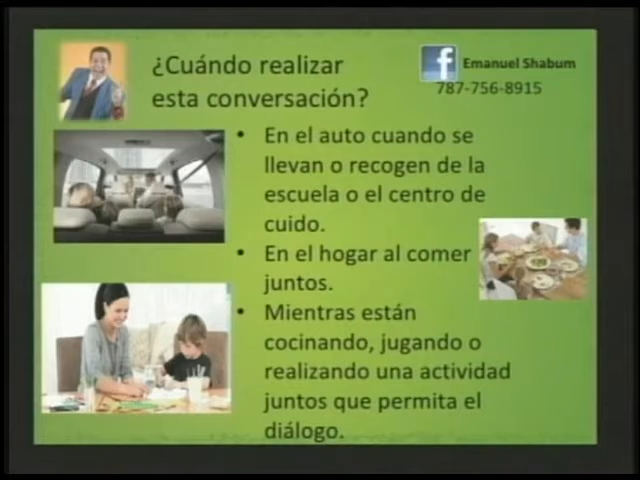 ¿Cuándo realizar
esta conversación?
f
Emanuel Shabum
787-756-8915
• En el auto cuando se
llevan o recogen de la
escuela o el centro de
cuido.
• En el hogar al comer
juntos.
• Mientras están
cocinando, jugando o
realizando una actividad
juntos que permita el
diálogo.